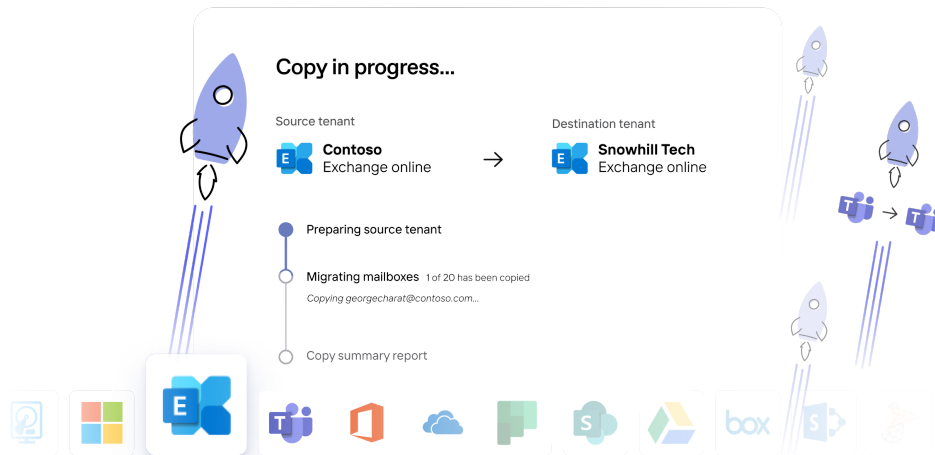 Copy in progress...
Source tenant
Contoso
Exchange online
Destination tenant
Snowhill Tech
Exchange online
Preparing source tenant
Migrating mailboxes 1 of 20 has been copied
Copying georgecharat@contoso.com...
Copy summary report
T
T
E
T
S
box
S